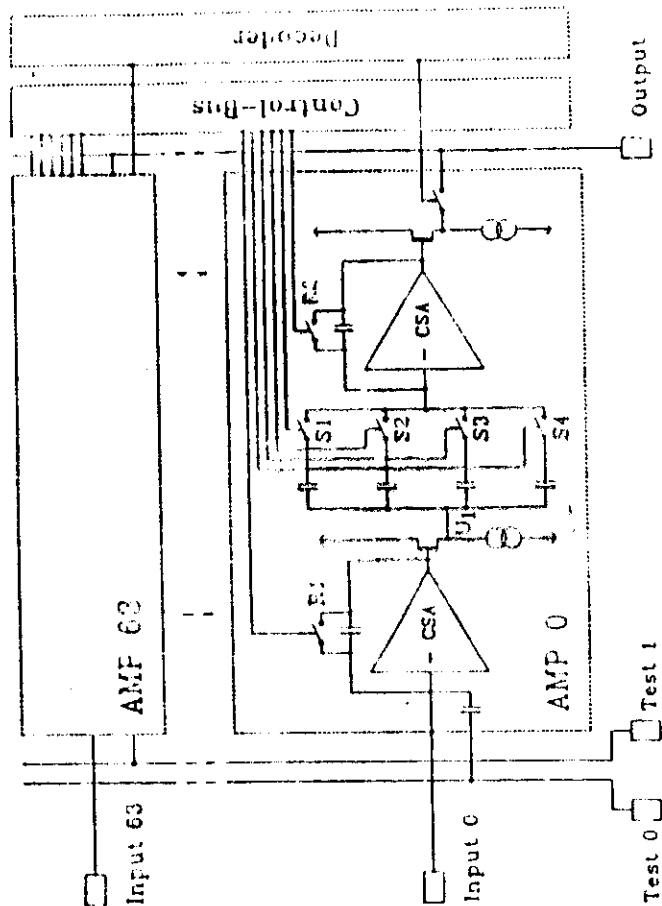 Decoder
Control-Bus
Output
AMP 63
R2
CSA
S1
S2
S3
S4
U1
R1
CSA
AMP 0
Test 1
Test 0
Input 63
Input 0